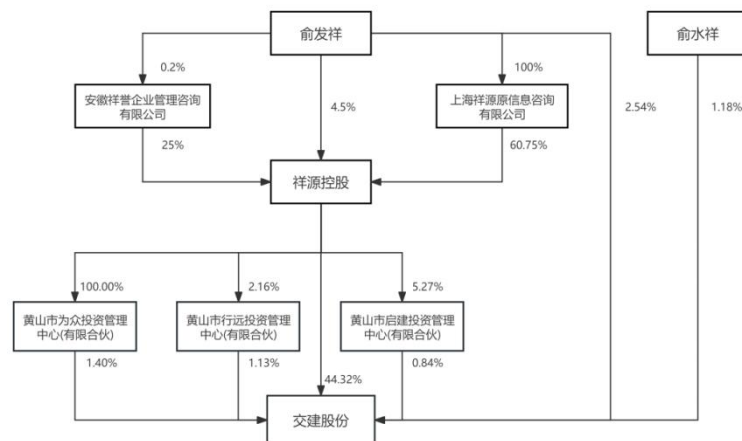 俞发祥
俞水祥
0.2%
100%
安徽祥誉企业管理咨询
有限公司
4.5%
上海祥源原信息咨询
有限公司
2.54%
1.18%
25%
60.75%
祥源控股
100.00%
2.16%
5.27%
黄山市为众投资管理
中心(有限合伙)
黄山市行远投资管理
中心(有限合伙)
黄山市启建投资管理
中心(有限合伙)
1.40%
1.13%
0.84%
44.32%
交建股份